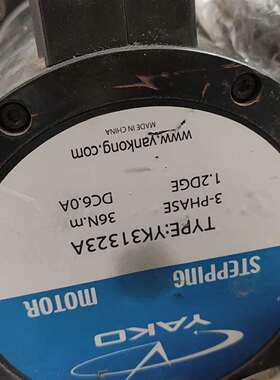 YAKO
STEPPING MOTOR
TYPE:YK31323A
3-PHASE 36N.m
1.2DGE DC6.0A
www.yankong.com
MADE IN CHINA